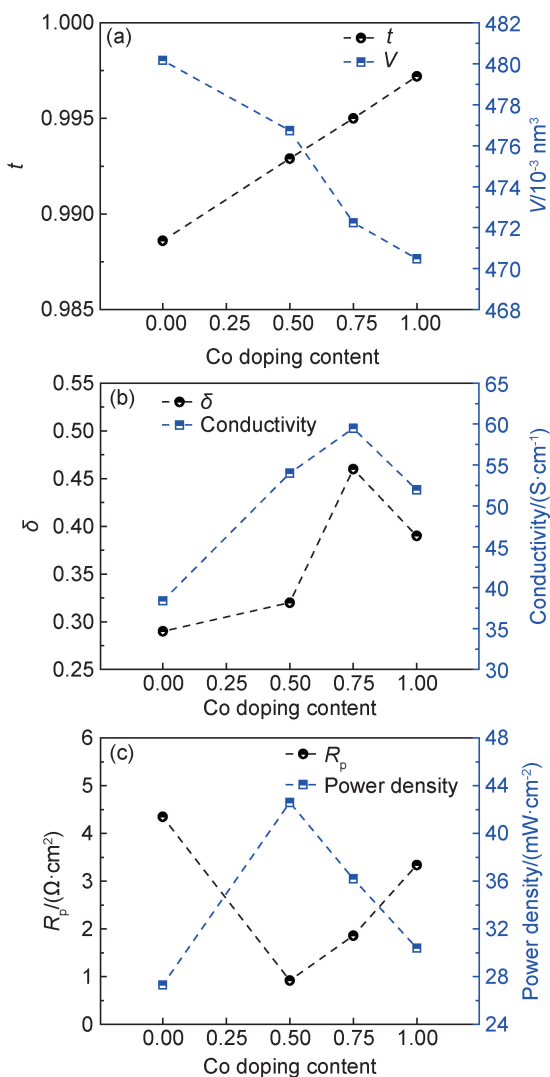 1.000
0.995
0.990
0.985
t
(a)
t
V
482
480
478
476
474
472
470
468
V/10⁻³ nm³
0.00 0.25 0.50 0.75 1.00
Co doping content
0.55
0.50
0.45
0.40
0.35
0.30
0.25
δ
(b)
δ
Conductivity
65
60
55
50
45
40
35
30
Conductivity/(S·cm⁻¹)
0.00 0.25 0.50 0.75 1.00
Co doping content
6
5
4
3
2
1
0
Rₚ/(Ω·cm²)
(c)
Rₚ
Power density
48
44
42
36
30
28
24
Power density/(mW·cm⁻²)
0.00 0.25 0.50 0.75 1.00
Co doping content